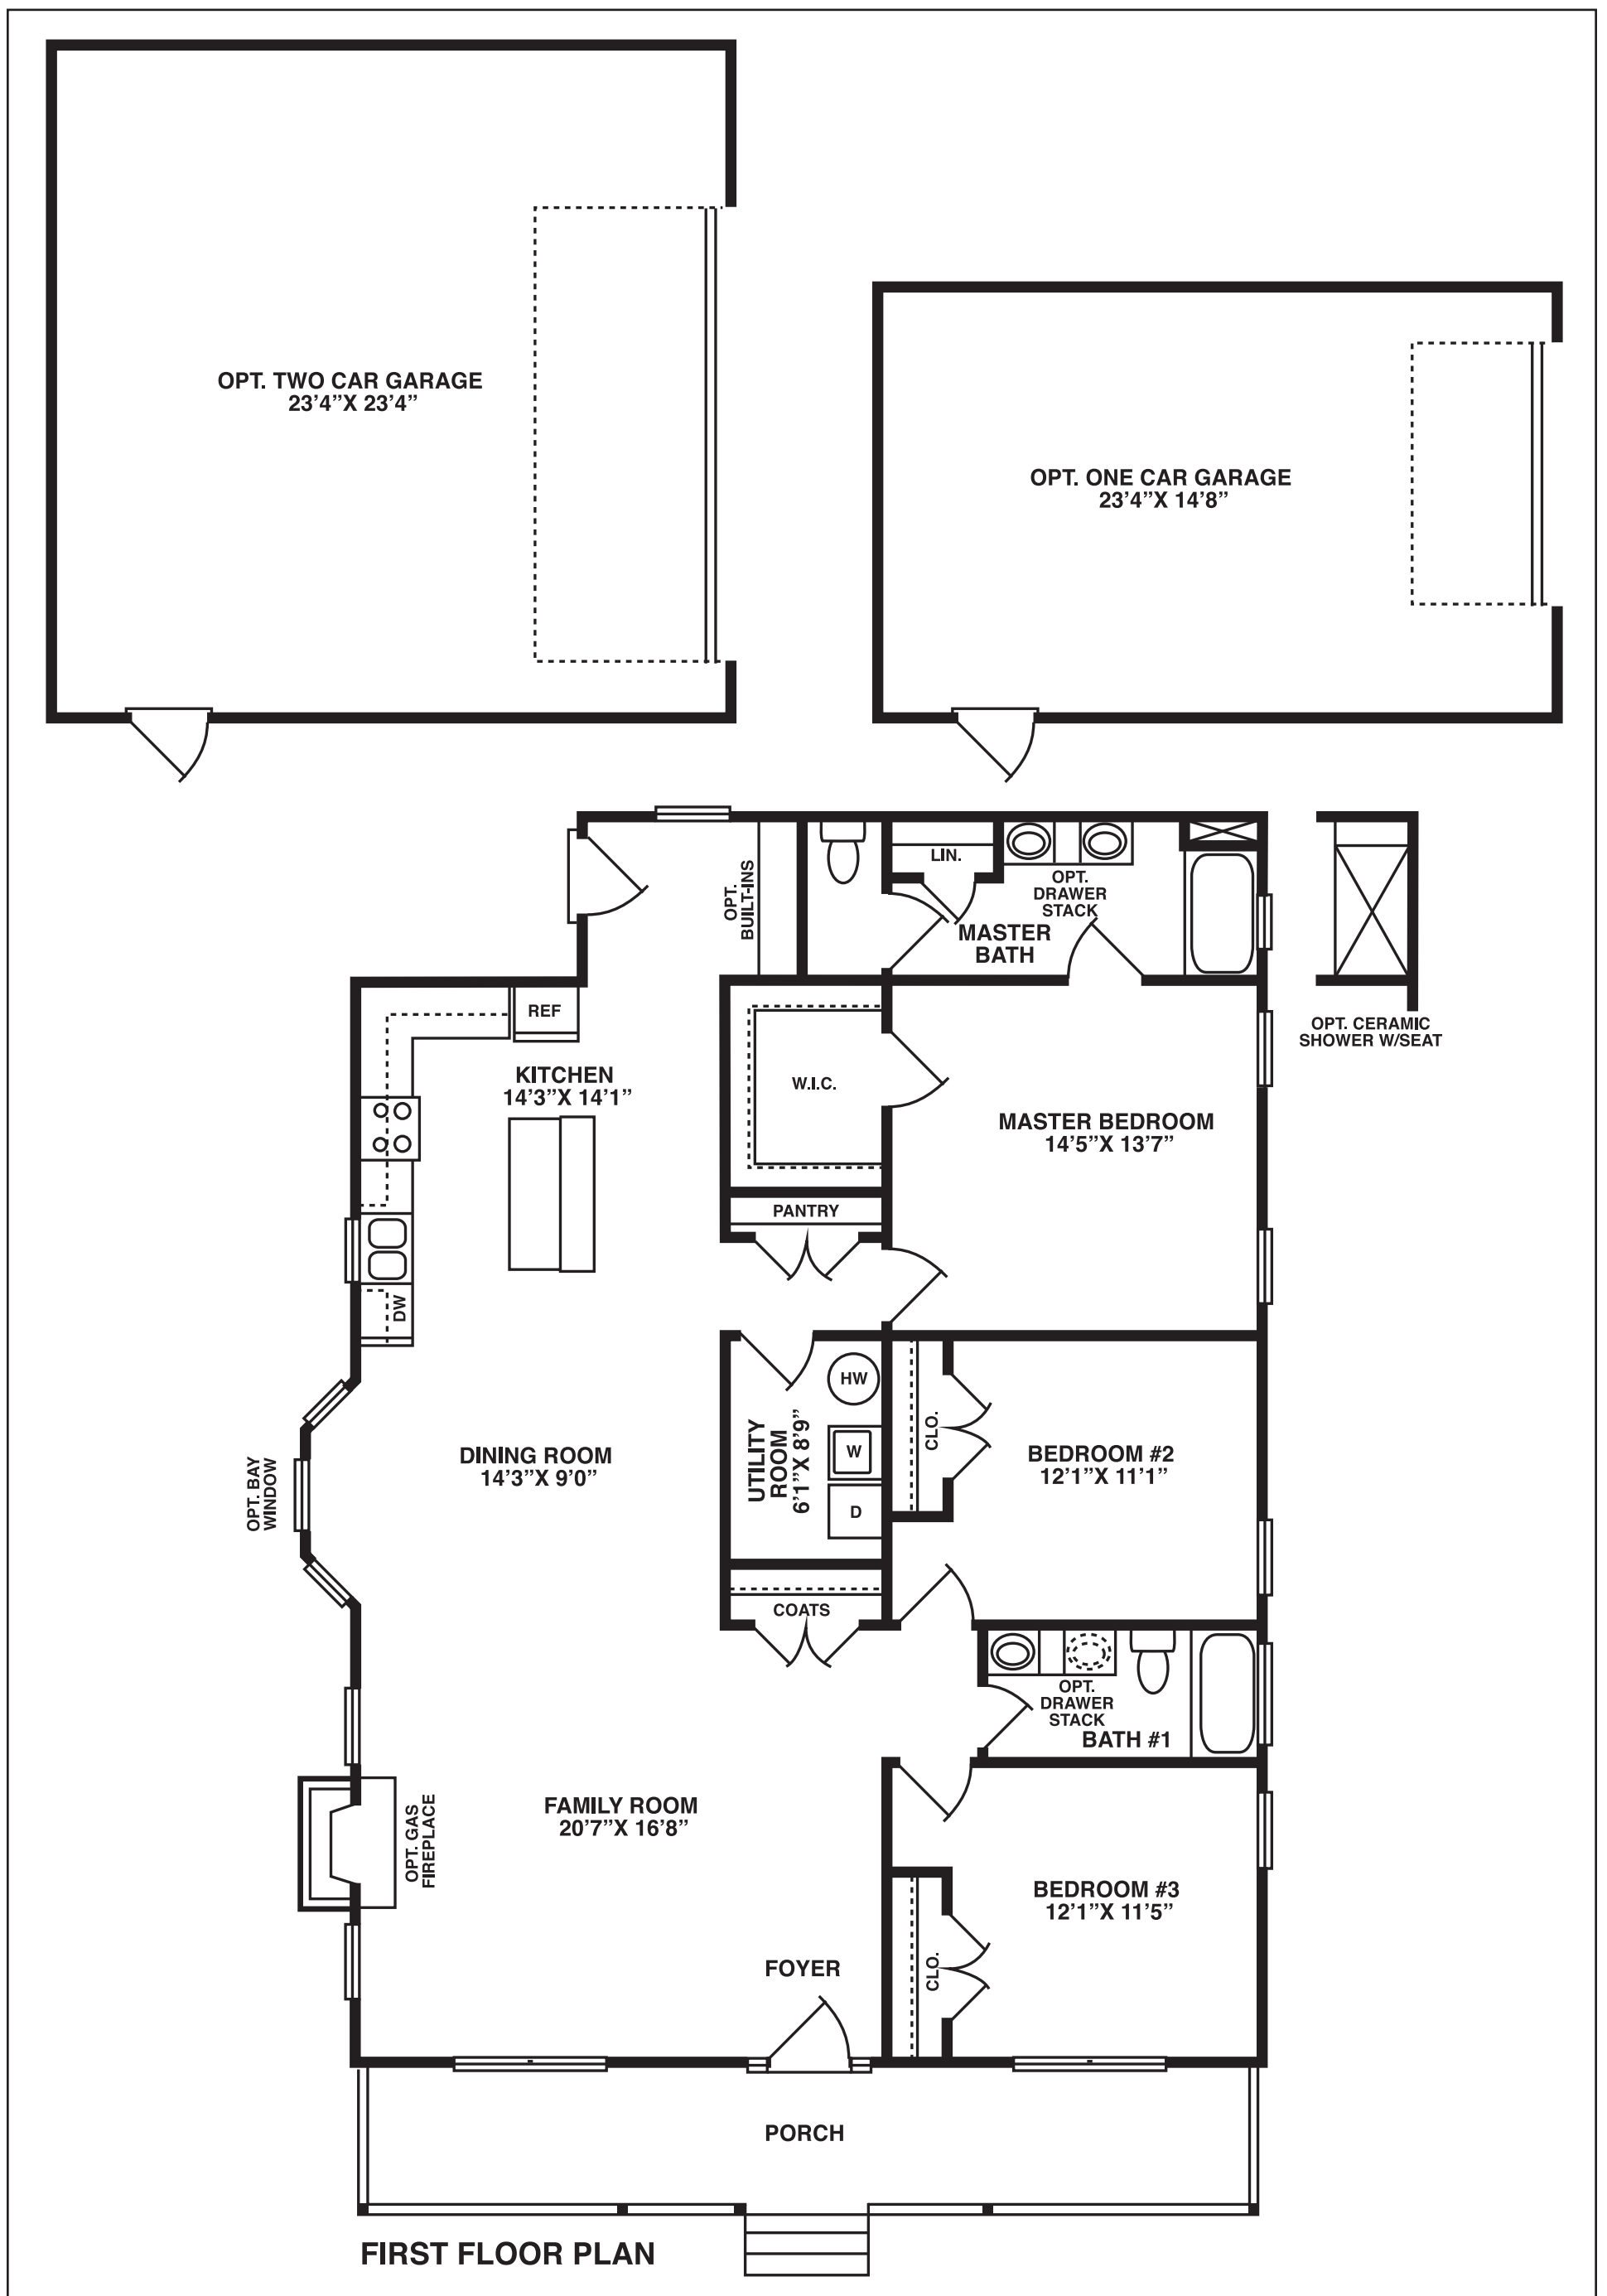 OPT. TWO CAR GARAGE
23'4”X 23'4”
OPT. ONE CAR GARAGE
23'4”X 14'8”
OPT.
BUILT-INS
LIN.
OPT.
DRAWER
STACK
MASTER
BATH
OPT. CERAMIC
SHOWER W/SEAT
REF
KITCHEN
14'3”X 14'1”
W.I.C.
MASTER BEDROOM
14'5”X 13'7”
PANTRY
DW
HW
UTILITY
ROOM
6'1”X 8'9”
W
D
CLO.
BEDROOM #2
12'1”X 11'1”
DINING ROOM
14'3”X 9'0”
OPT. BAY
WINDOW
COATS
OPT.
DRAWER
STACK
BATH #1
FAMILY ROOM
20'7”X 16'8”
OPT. GAS
FIREPLACE
BEDROOM #3
12'1”X 11'5”
CLO.
FOYER
PORCH
FIRST FLOOR PLAN